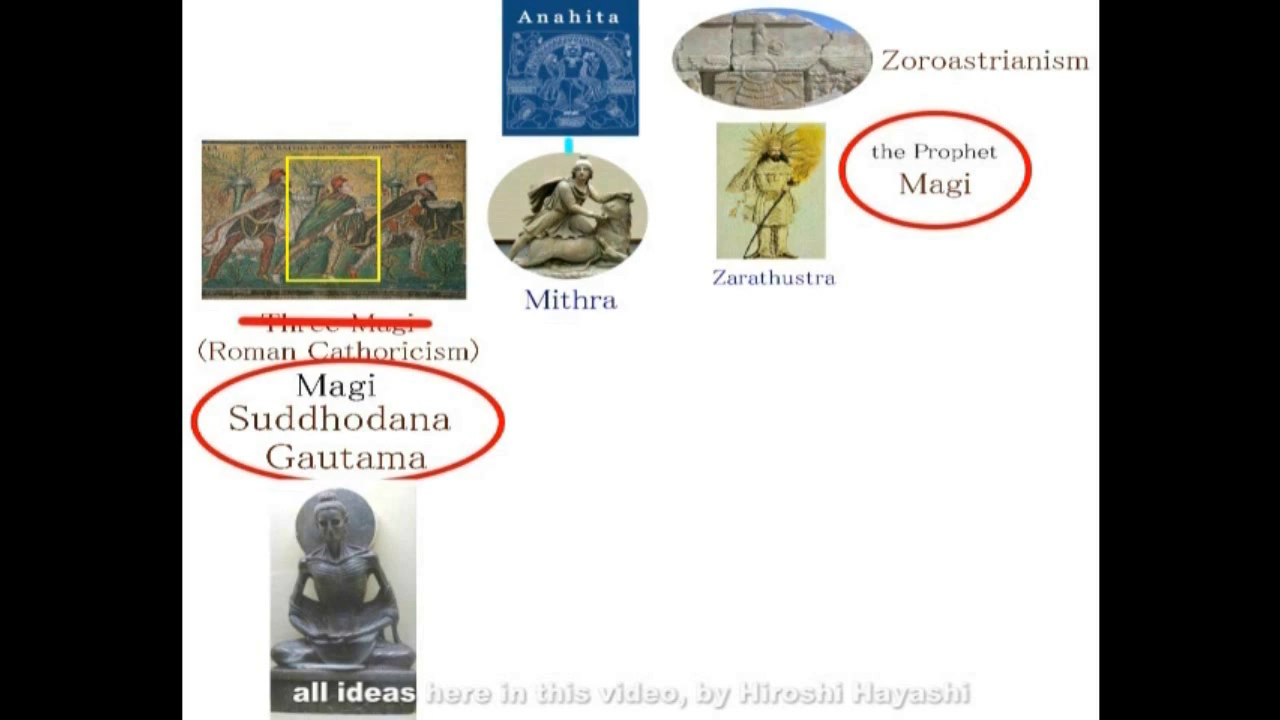 Anahita
Zoroastrianism
the Prophet
Magi
Zarathustra
Mithra
Three Magi
(Roman Cathoricism)
Magi
Suddhodana
Gautama
all ideas here in this video, by Hiroshi Hayashi